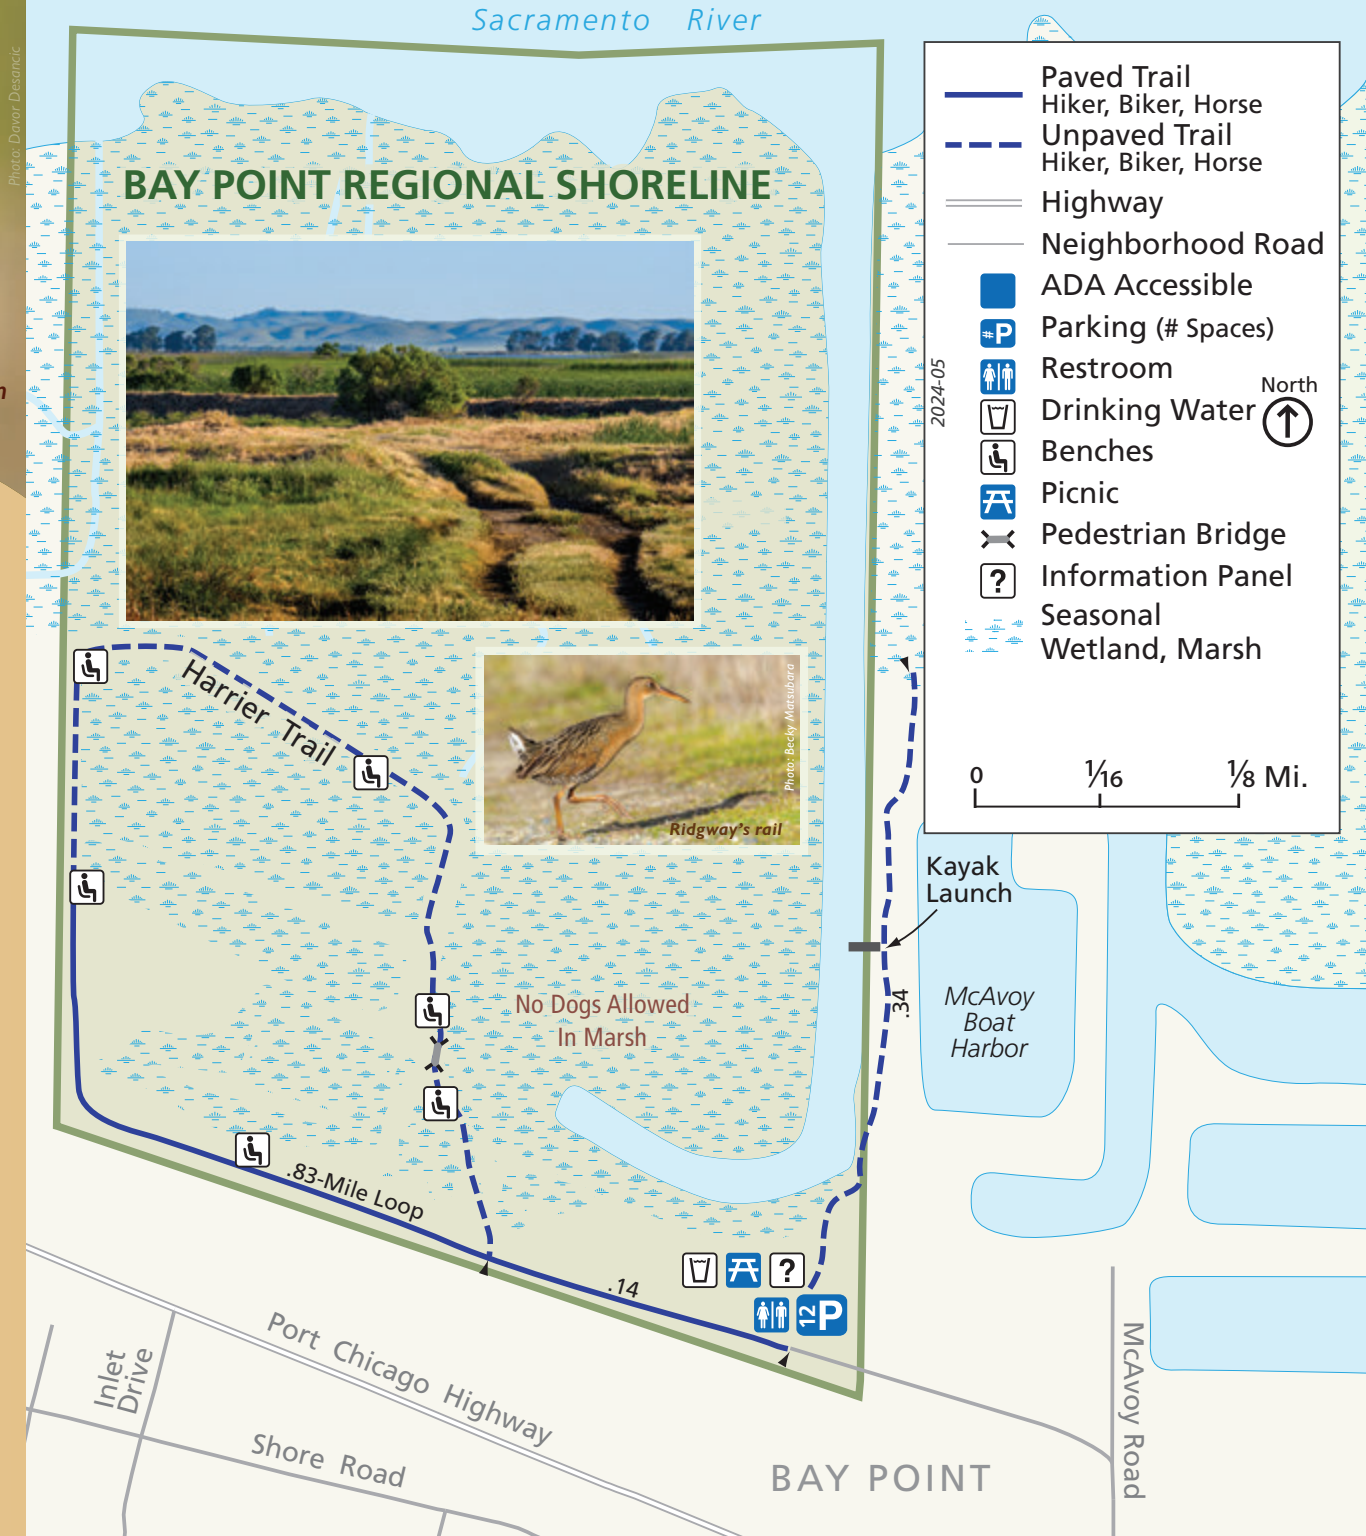 Sacramento River
Photo: Davor Desancic
BAY POINT REGIONAL SHORELINE
Paved Trail
Hiker, Biker, Horse
Unpaved Trail
Hiker, Biker, Horse
Highway
Neighborhood Road
ADA Accessible
#P
Parking (# Spaces)
Restroom
Drinking Water
North
Benches
Picnic
Pedestrian Bridge
?
Information Panel
Seasonal
Wetland, Marsh
0 1/16 1/8 Mi.
2024-05
n
Harrier Trail
Photo: Becky Matsubara
Ridgway's rail
Kayak
Launch
.34
McAvoy
Boat
Harbor
No Dogs Allowed
In Marsh
.83-Mile Loop
.14
?
12 P
Port Chicago Highway
Inlet
Drive
Shore Road
BAY POINT
McAvoy Road